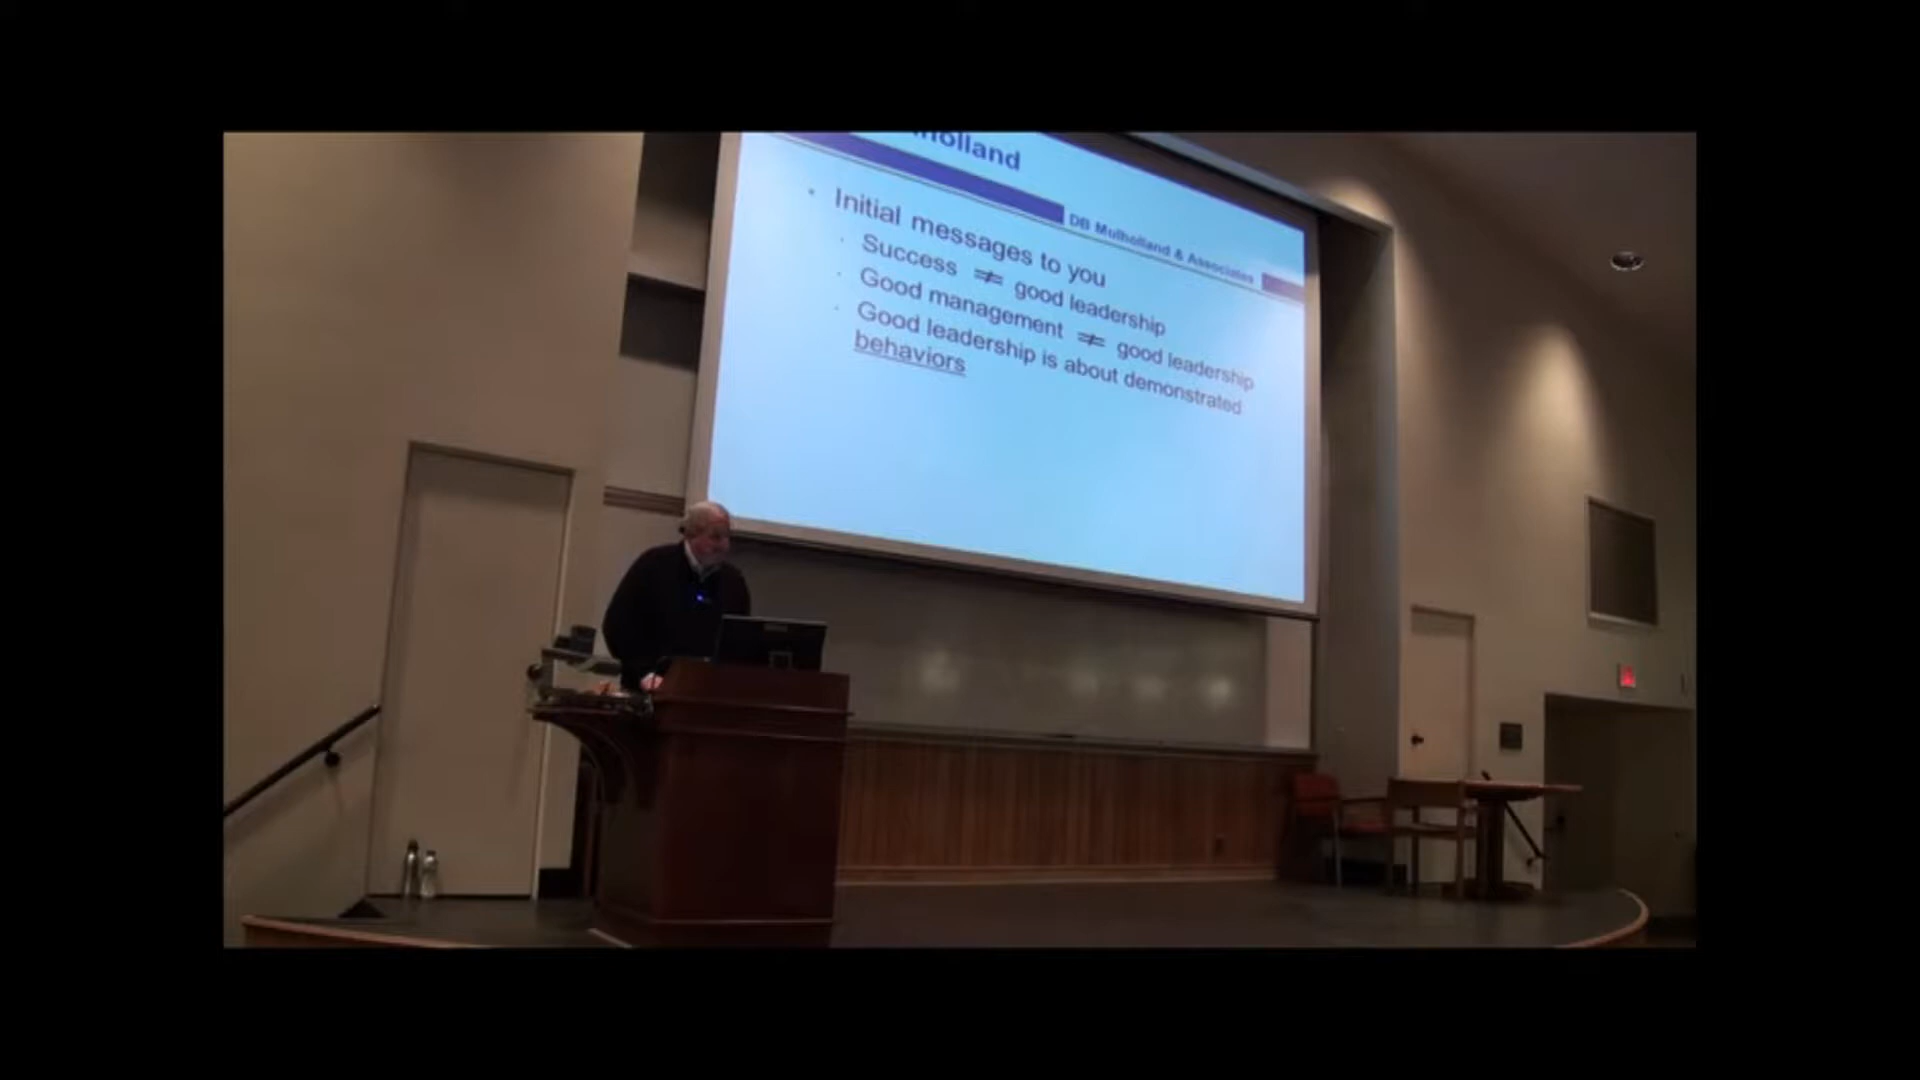 DB Mulholland & Associates
• Initial messages to you
· Success ≠ good leadership
· Good management ≠ good leadership
· Good leadership is about demonstrated
behaviors